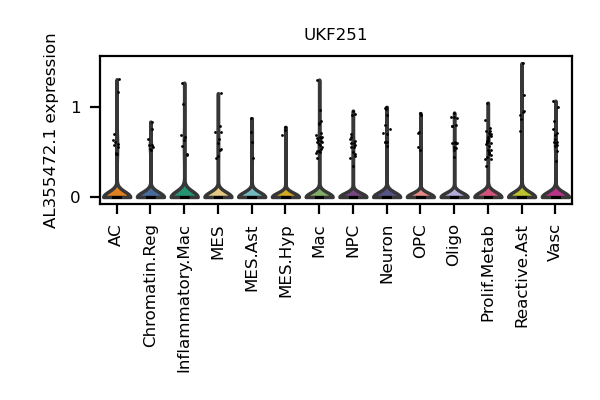 UKF251
AL355472.1 expression
1
0
AC
Chromatin.Reg
Inflammatory.Mac
MES
MES.Ast
MES.Hyp
Mac
NPC
Neuron
OPC
Oligo
Prolif.Metab
Reactive.Ast
Vasc